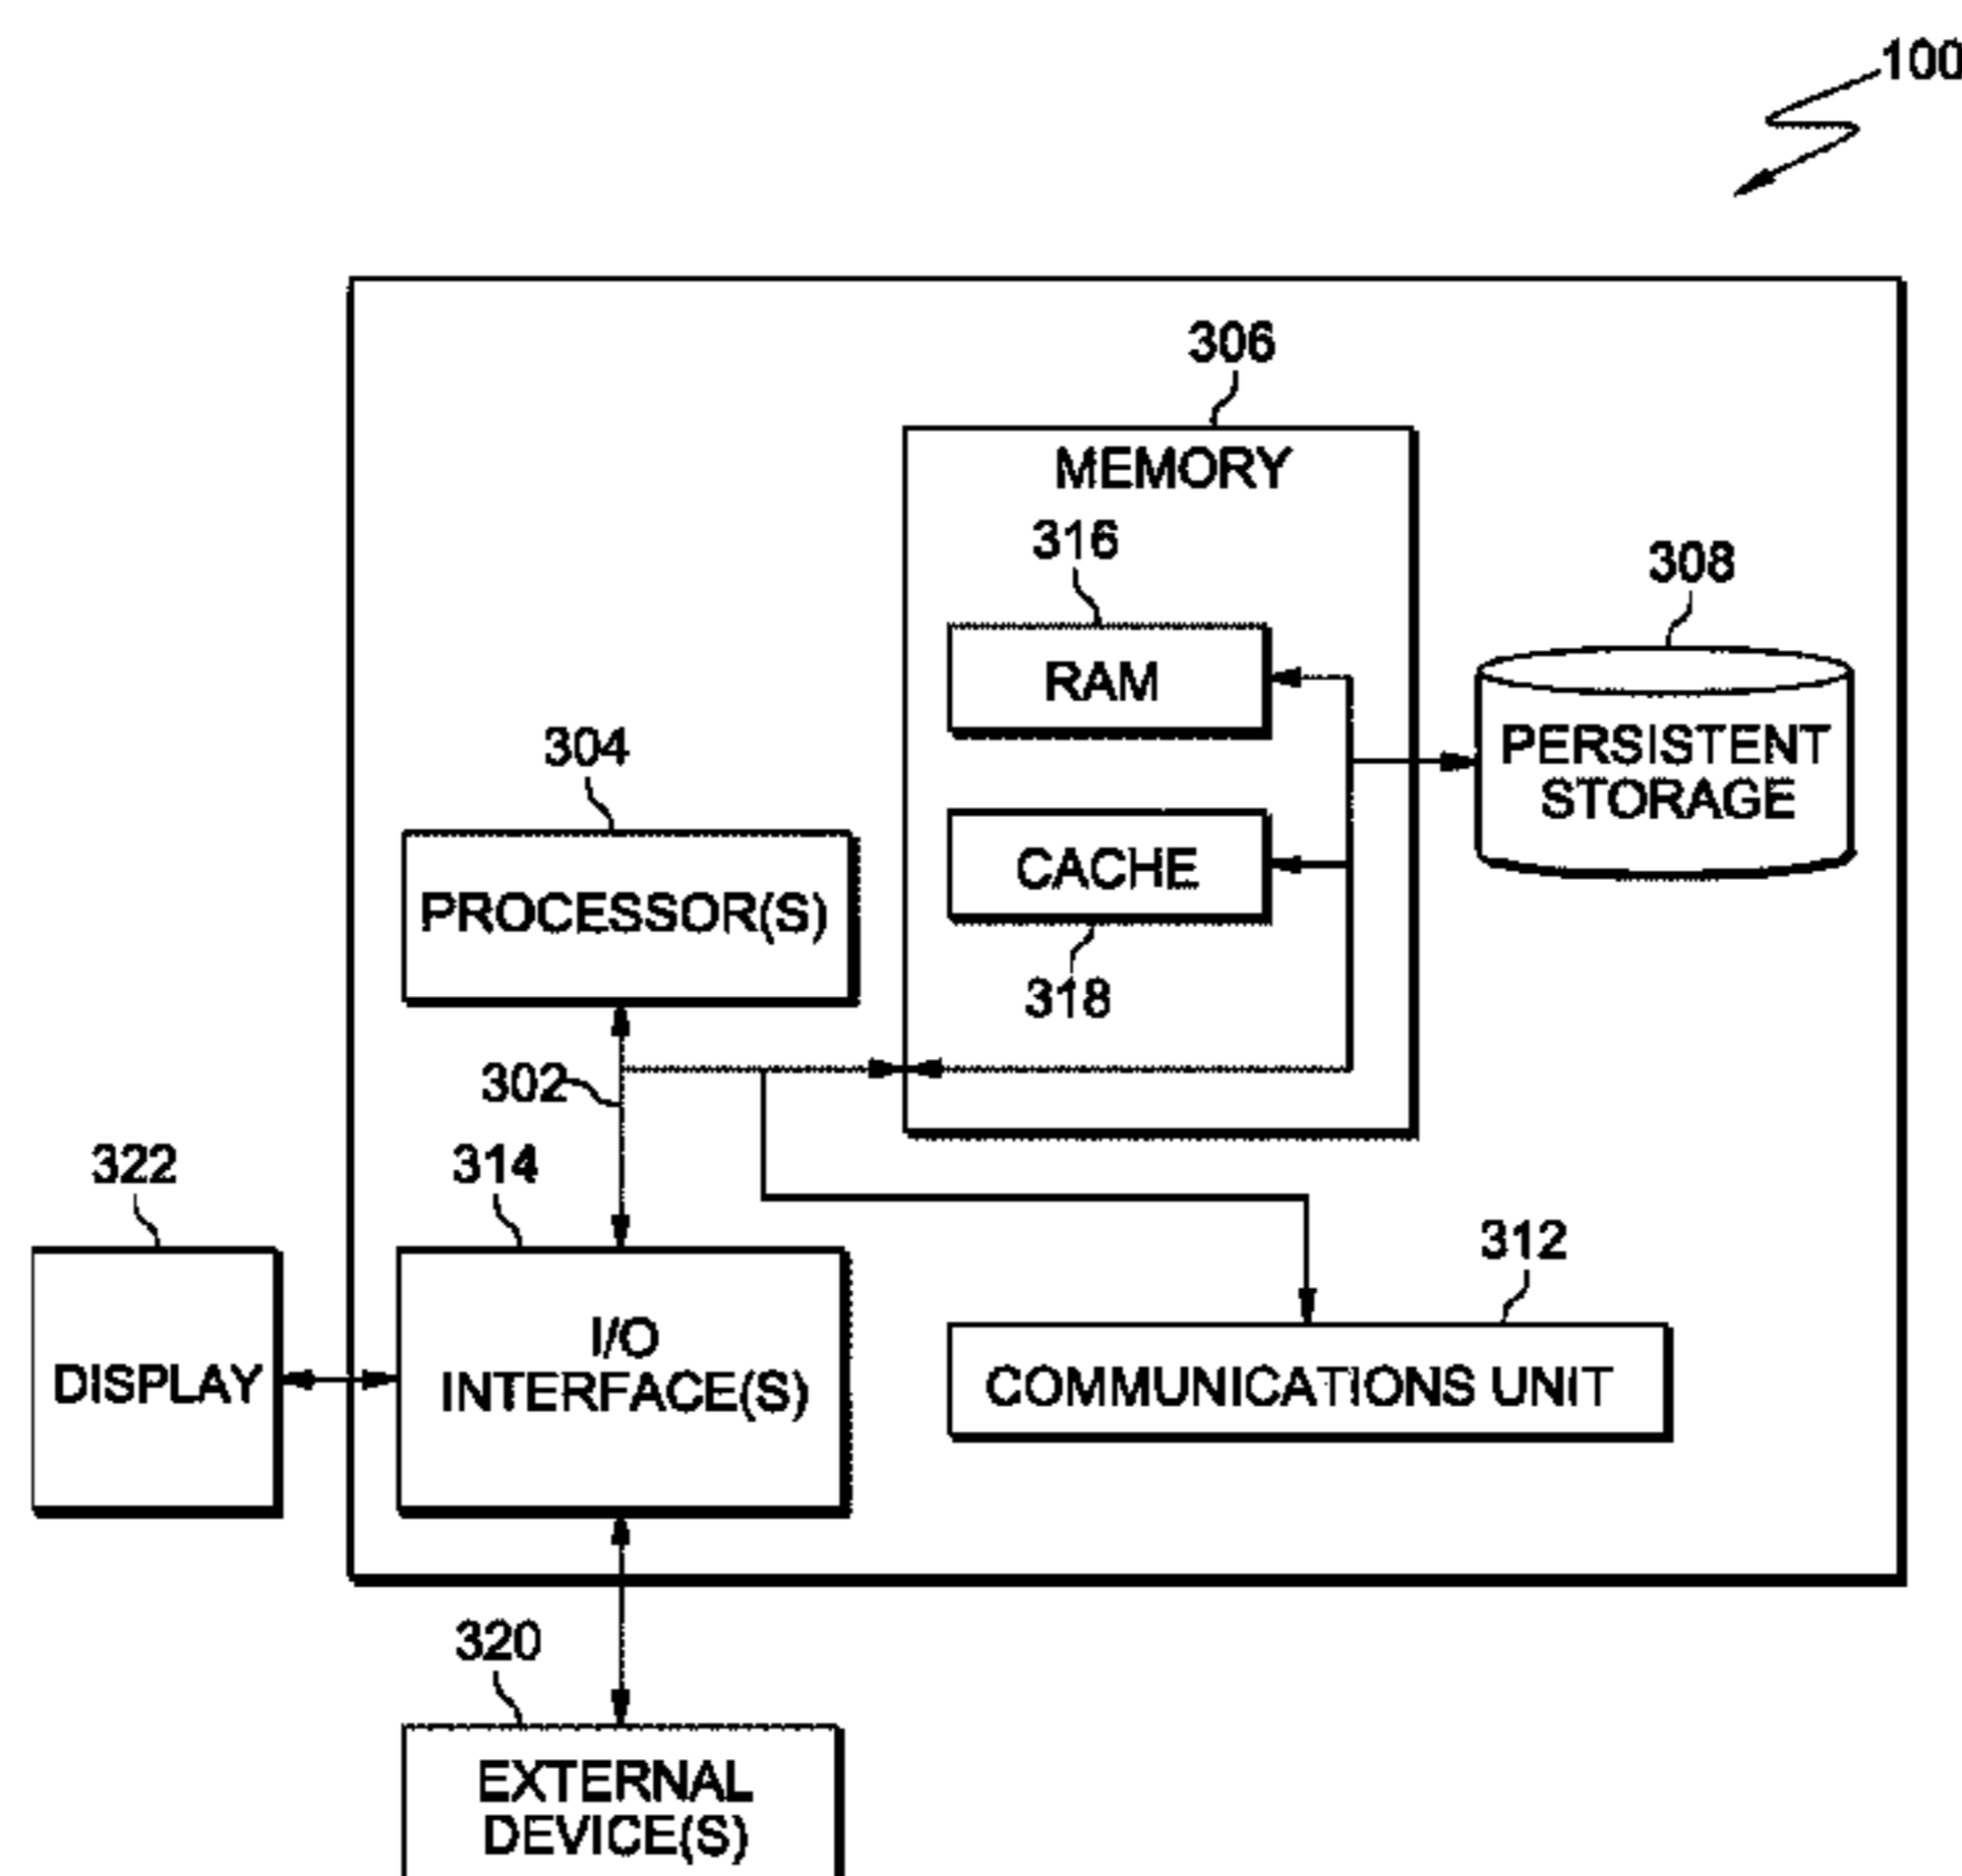 100
306
MEMORY
316
308
RAM
PERSISTENT
STORAGE
304
CACHE
PROCESSOR(S)
318
302
322
314
312
I/O
INTERFACE(S)
DISPLAY
COMMUNICATIONS UNIT
320
EXTERNAL
DEVICE(S)